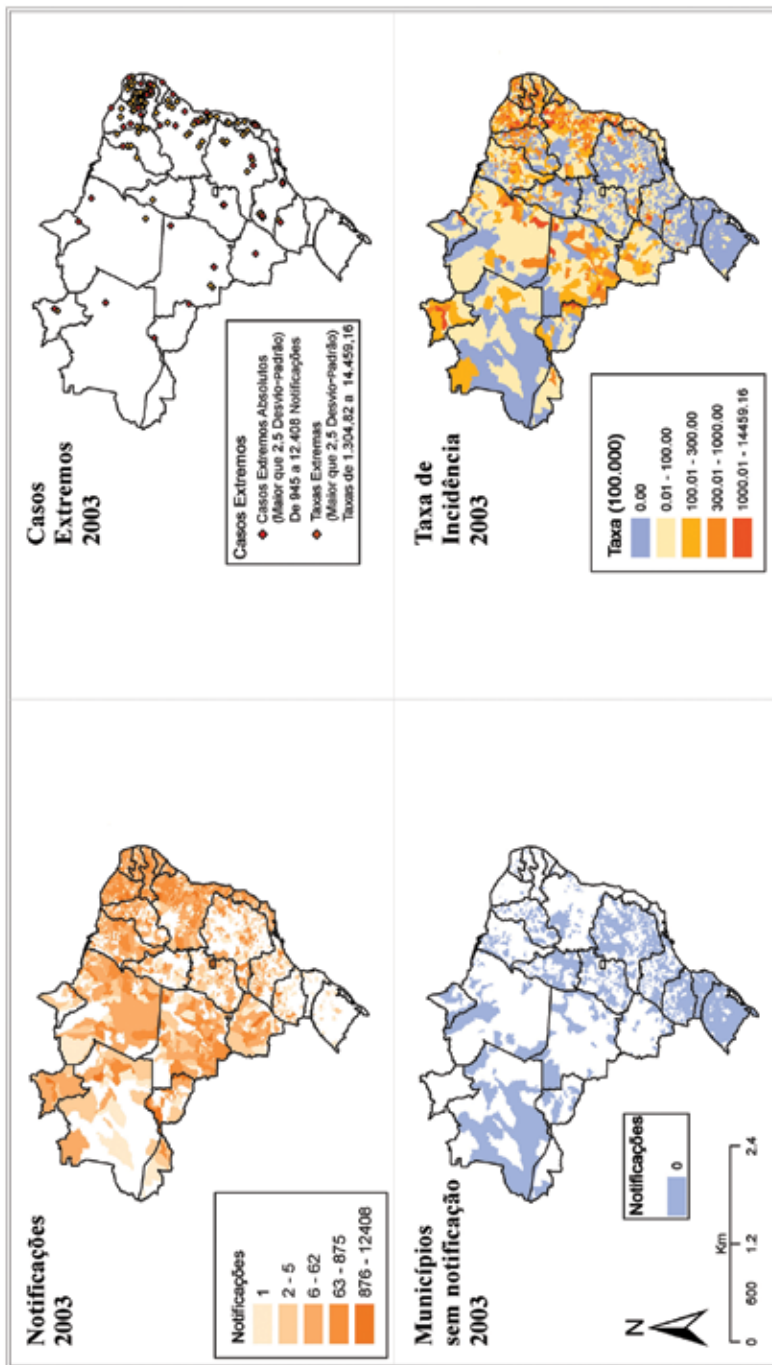 Notificações
2003
Notificações
1
2 - 5
6 - 62
63 - 875
876 - 12408
Casos
Extremos
2003
Casos Extremos
Casos Extremos Absolutos
(Maior que 2,5 Desvio-Padrão)
De 945 a 12.408 Notificações
Taxas Extremas
(Maior que 2,5 Desvio-Padrão)
Taxas de 1.304,82 a 14.459,16
Municípios
sem notificação
2003
Notificações
0
N
Km
0 600 1.2 2.4
Taxa de
Incidência
2003
Taxa (100.000)
0.00
0.01 - 100.00
100.01 - 300.00
300.01 - 1000.00
1000.01 - 14459.16